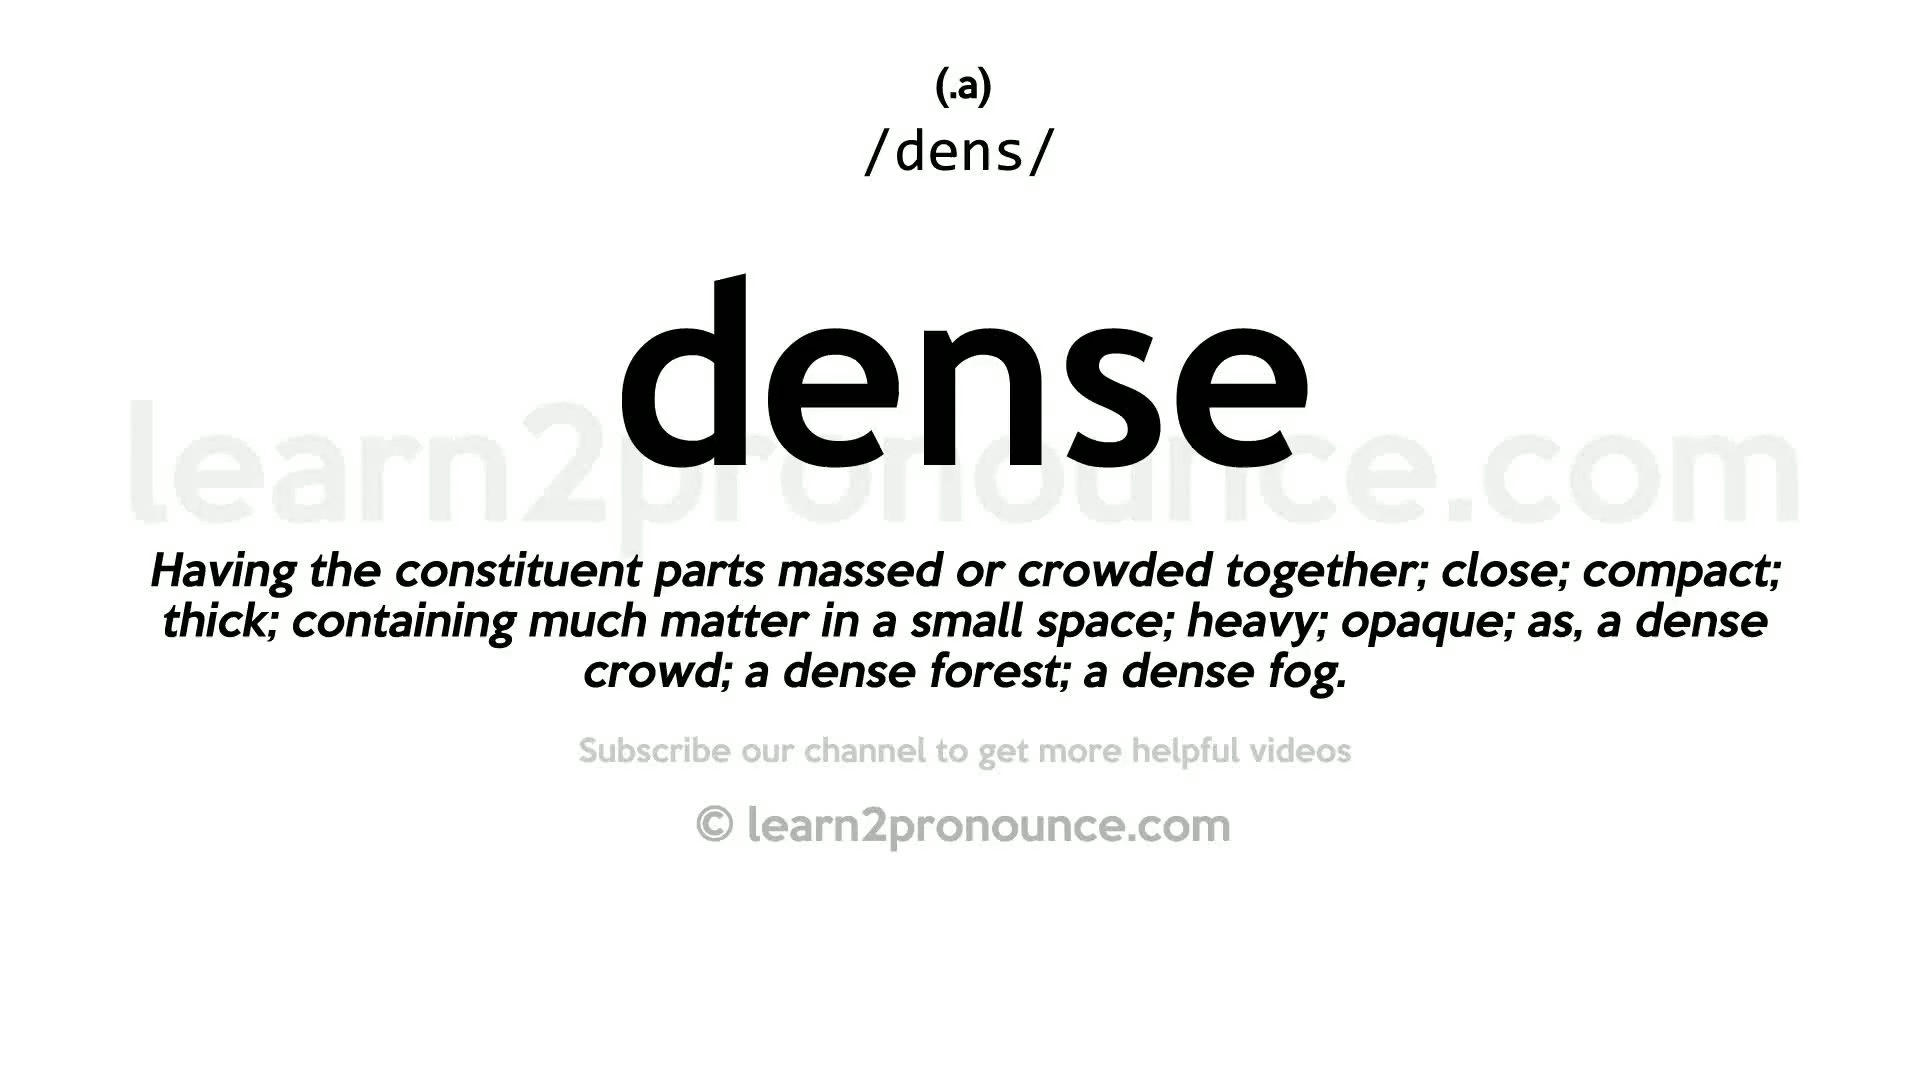 (.a)
/dens/
dense
learn2pronounce.com
Having the constituent parts massed or crowded together; close; compact;
thick; containing much matter in a small space; heavy; opaque; as, a dense
crowd; a dense forest; a dense fog.
Subscribe our channel to get more helpful videos
© learn2pronounce.com